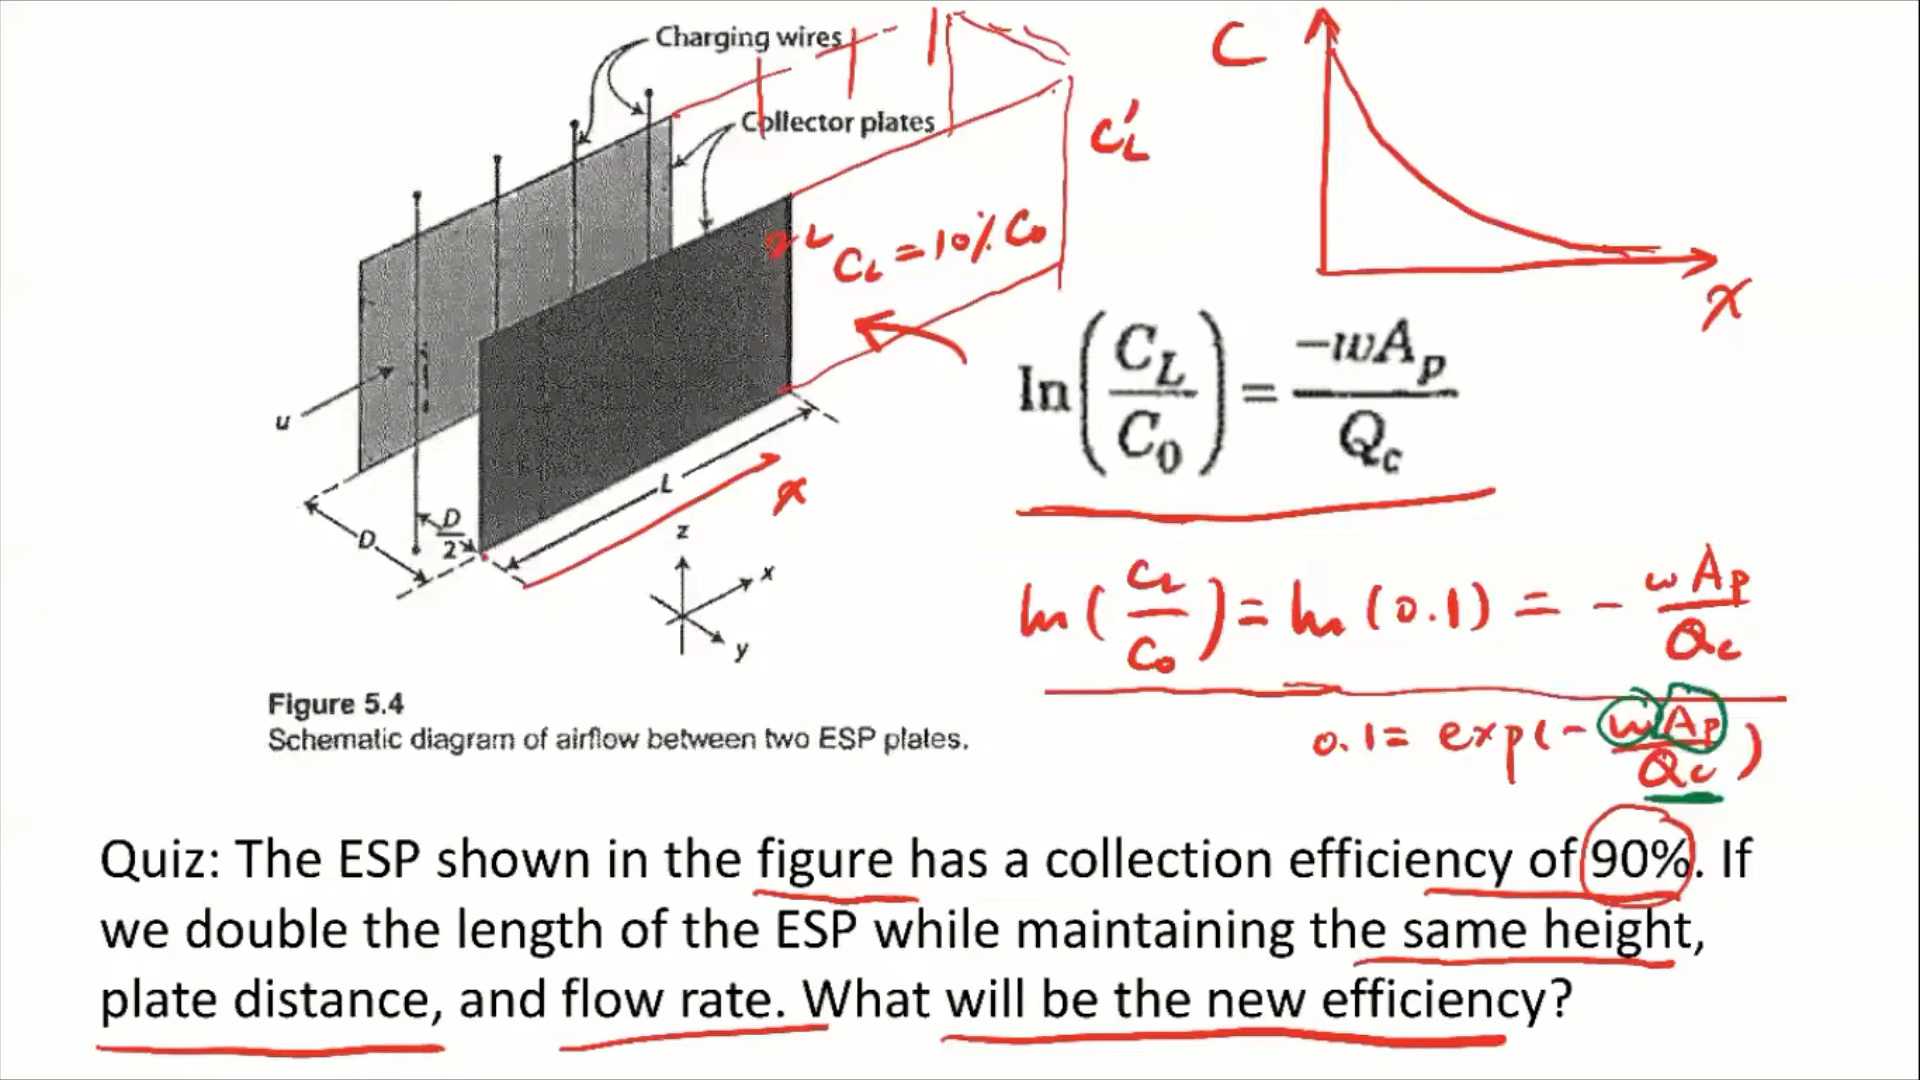 Charging wires
Collector plates
C
C'L
2L
CL = 10% C0
x
u
L
x
D
D/2
z
x
y
ln(CL/C0) = -wAp/Qc
ln(CL/C0) = ln(0.1) = - wAp/Qc
0.1 = exp(- wAp/Qc)
Figure 5.4
Schematic diagram of airflow between two ESP plates.
Quiz: The ESP shown in the figure has a collection efficiency of 90%. If
we double the length of the ESP while maintaining the same height,
plate distance, and flow rate. What will be the new efficiency?